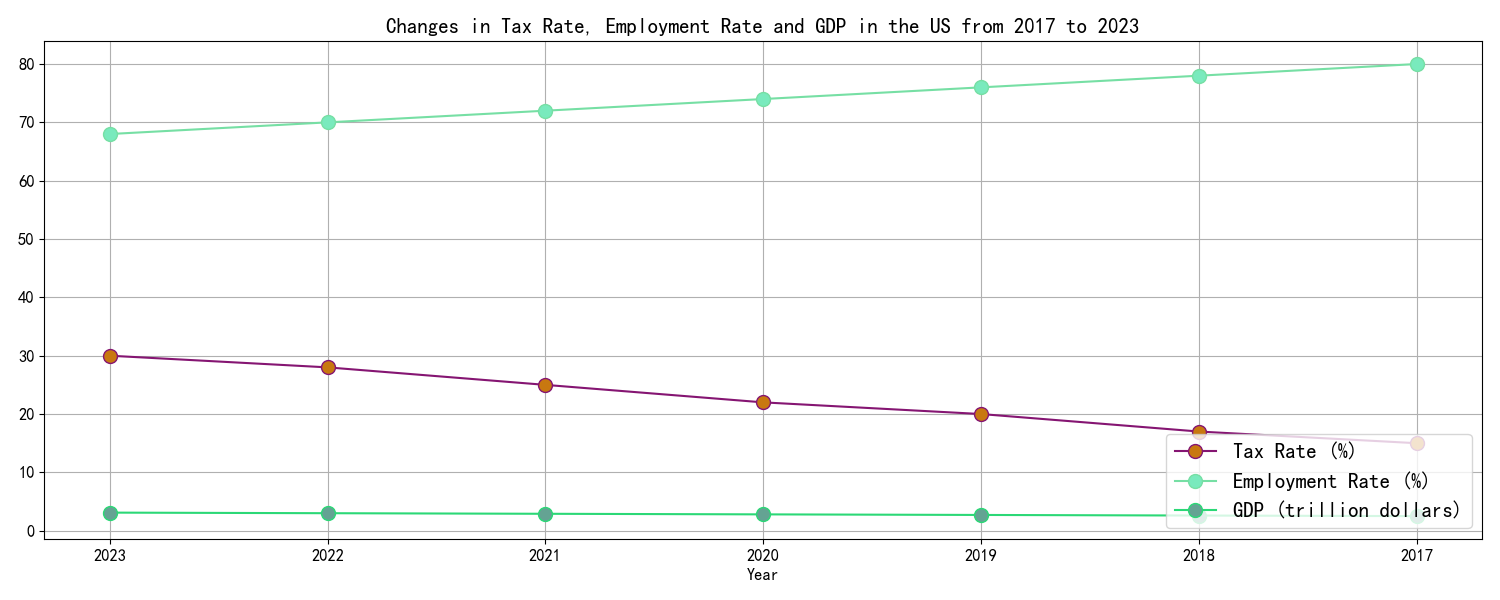 Changes in Tax Rate, Employment Rate and GDP in the US from 2017 to 2023
80
70
60
50
40
30
20
10
0
Tax Rate (%)
Employment Rate (%)
GDP (trillion dollars)
2023 2022 2021 2020 2019 2018 2017
Year